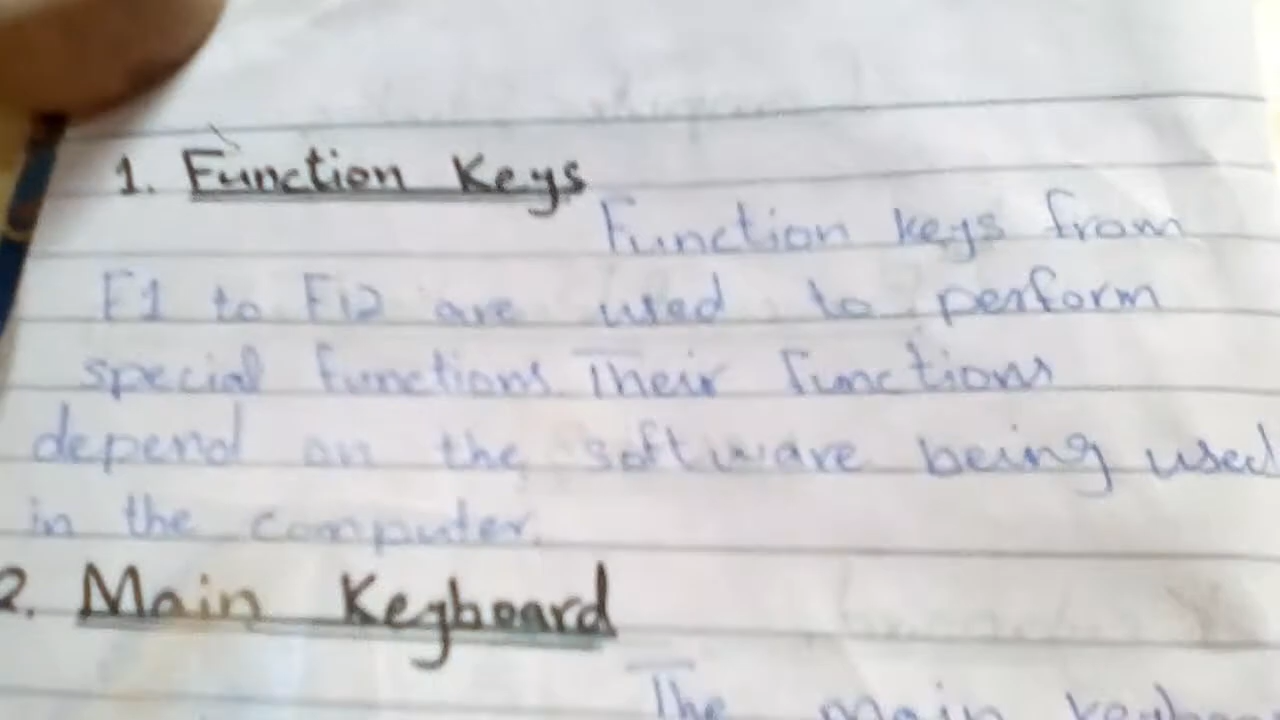 1. Function Keys
Function keys from
F1 to F12 are used to perform
special functions. Their functions
depend on the software being used
in the computer.
2. Main Keyboard
The main